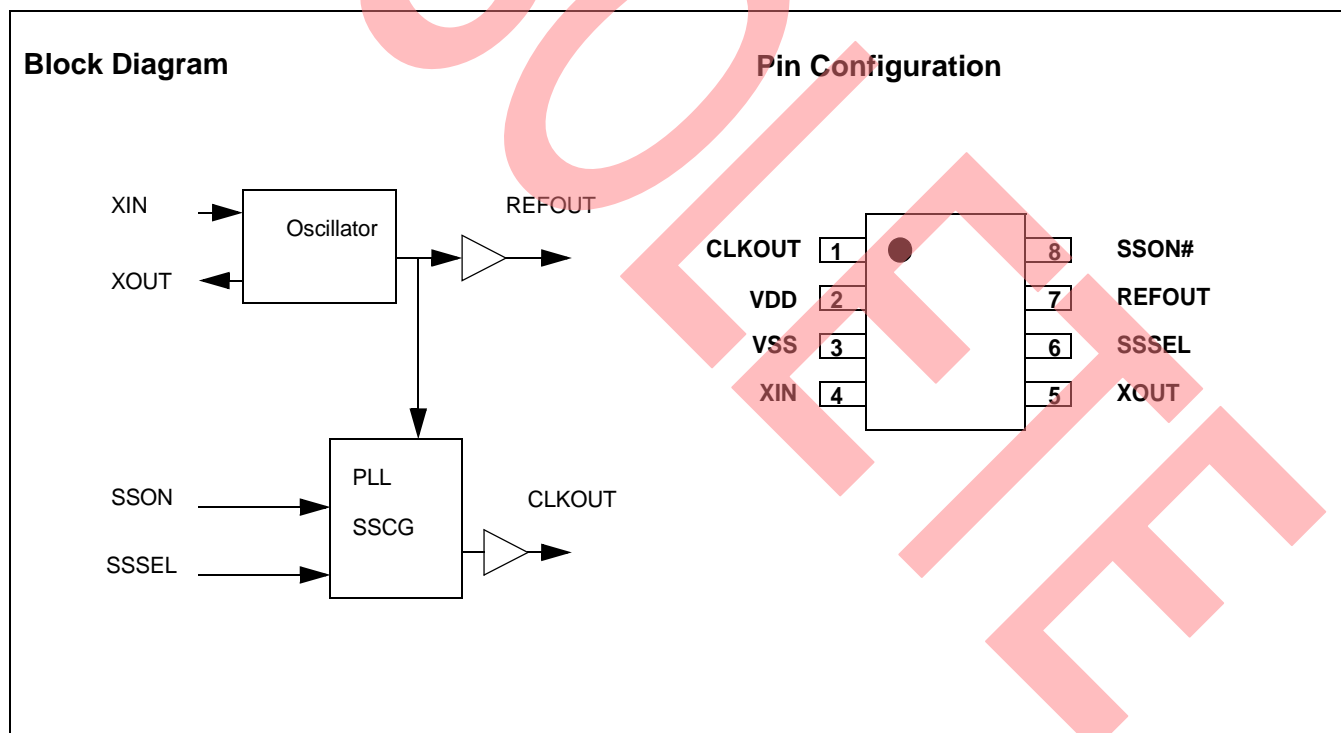 Block Diagram
XIN
XOUT
Oscillator
REFOUT
SSON
SSSEL
PLL
SSCG
CLKOUT
Pin Configuration
CLKOUT 1
VDD 2
VSS 3
XIN 4
8 SSON#
7 REFOUT
6 SSSEL
5 XOUT
SOLETE